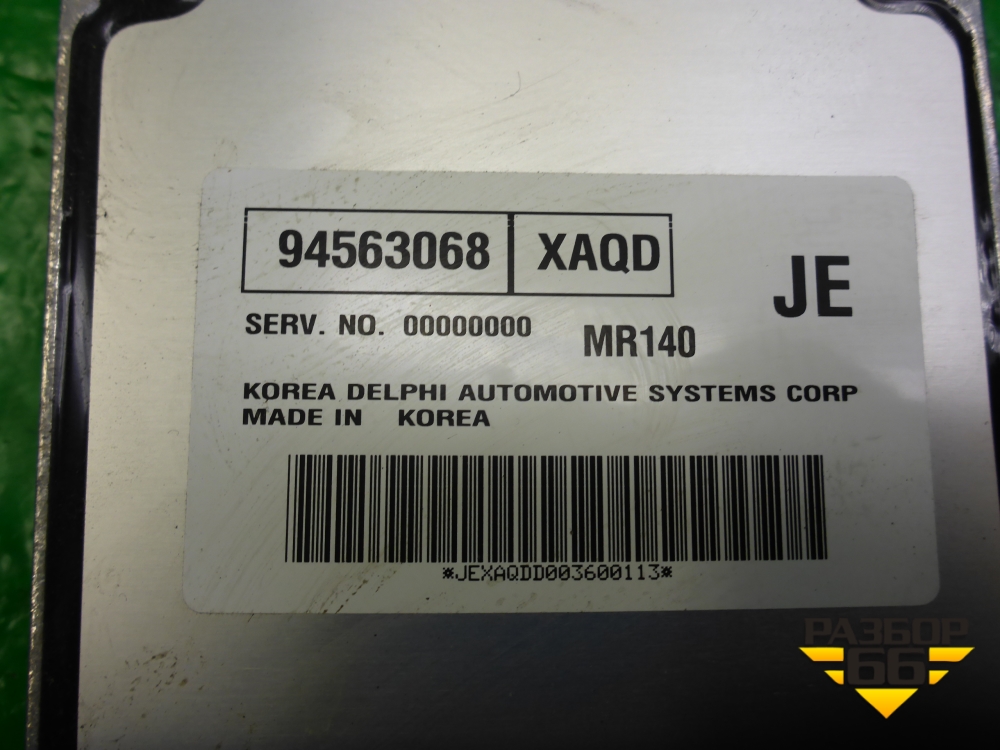 94563068 XAQD
JE
SERV. NO. 00000000 MR140
KOREA DELPHI AUTOMOTIVE SYSTEMS CORP
MADE IN KOREA
*JEXAQDD003600113*
РАЗБОР
66